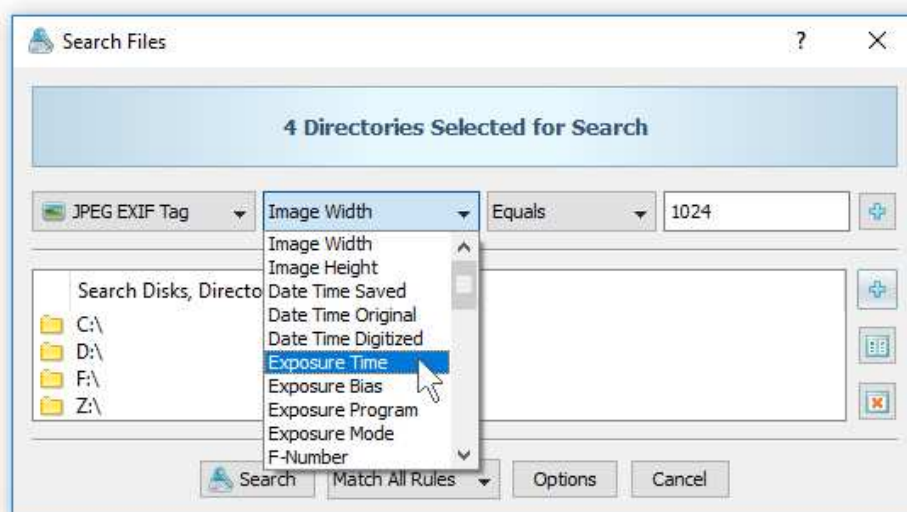 Search Files
?
4 Directories Selected for Search
JPEG EXIF Tag Image Width Equals 1024
Image Width
Image Height
Search Disks, Directo
Date Time Saved
Date Time Original
C:\
Date Time Digitized
D:\
Exposure Time
F:\
Exposure Bias
Z:\
Exposure Program
Exposure Mode
F-Number
Search Match All Rules Options Cancel